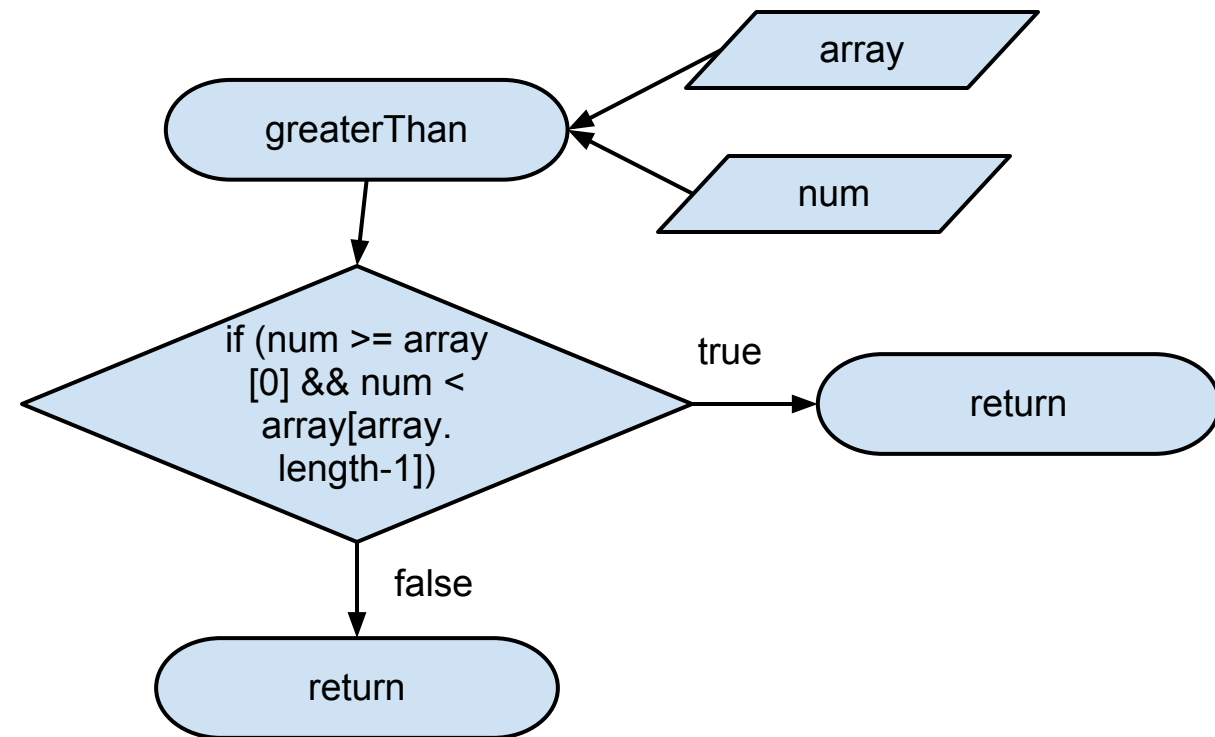 array
greaterThan
num
if (num >= array
[0] && num <
array[array.
length-1])
true
return
false
return